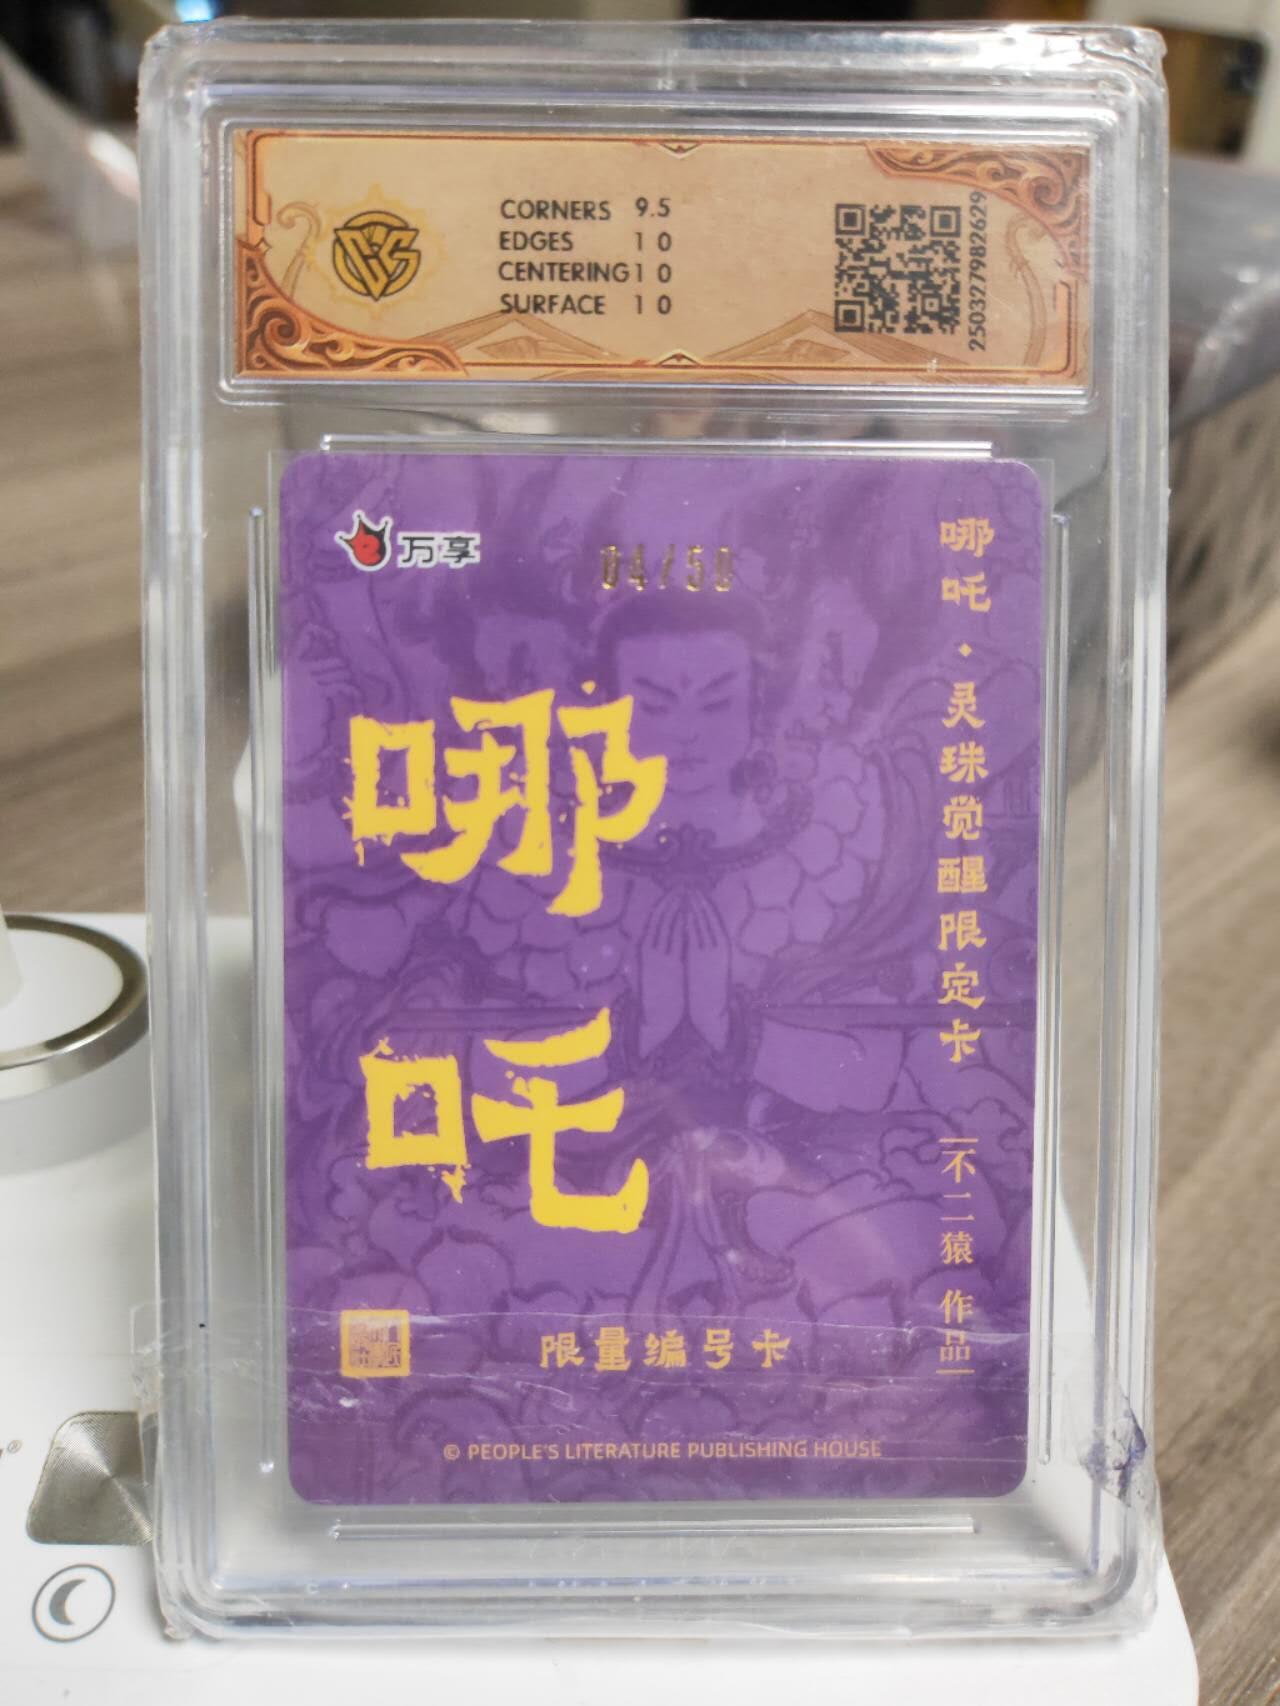 CCS
CORNERS 9.5
EDGES 10
CENTERING 10
SURFACE 10
25032779826299
万享
04/50
哪吒
哪吒·灵珠觉醒限定卡
不二猿 作品
限量编号卡
© PEOPLE'S LITERATURE PUBLISHING HOUSE